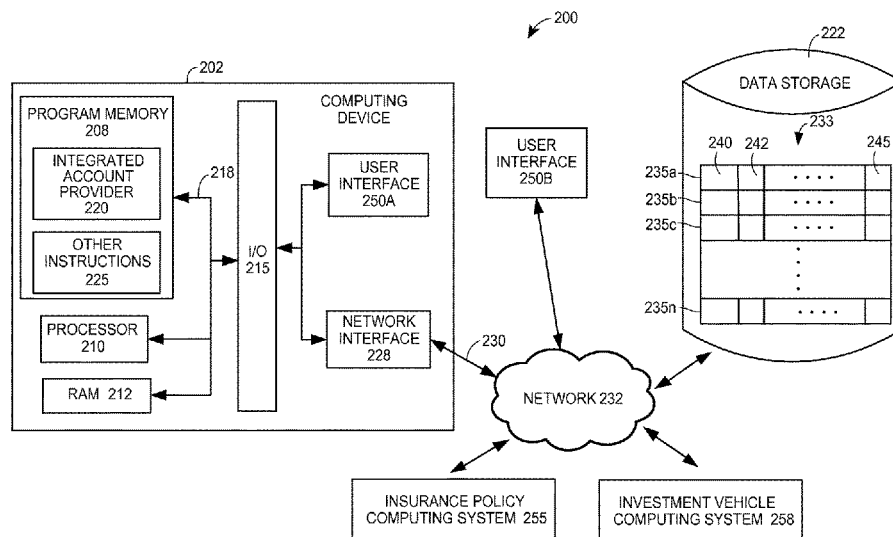 200
202
COMPUTING
DEVICE
PROGRAM MEMORY
208
INTEGRATED
ACCOUNT
PROVIDER
220
OTHER
INSTRUCTIONS
225
218
PROCESSOR
210
RAM 212
I/O
215
USER
INTERFACE
250A
NETWORK
INTERFACE
228
230
USER
INTERFACE
250B
NETWORK 232
222
DATA STORAGE
233
240
242
245
235a
235b
235c
235n
INSURANCE POLICY
COMPUTING SYSTEM 255
INVESTMENT VEHICLE
COMPUTING SYSTEM 258